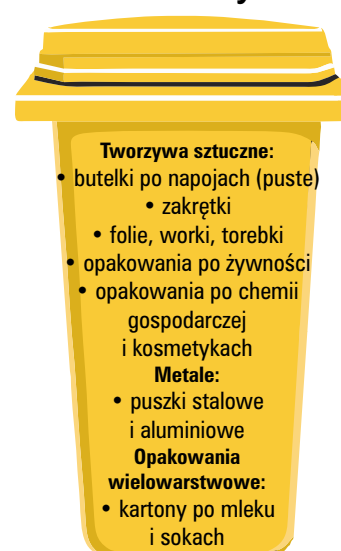 Tworzywa sztuczne:
• butelki po napojach (puste)
• zakrętki
• folie, worki, torebki
• opakowania po żywności
• opakowania po chemii
gospodarczej
i kosmetykach
Metale:
• puszki stalowe
i aluminiowe
Opakowania
wielowarstwowe:
• kartony po mleku
i sokach